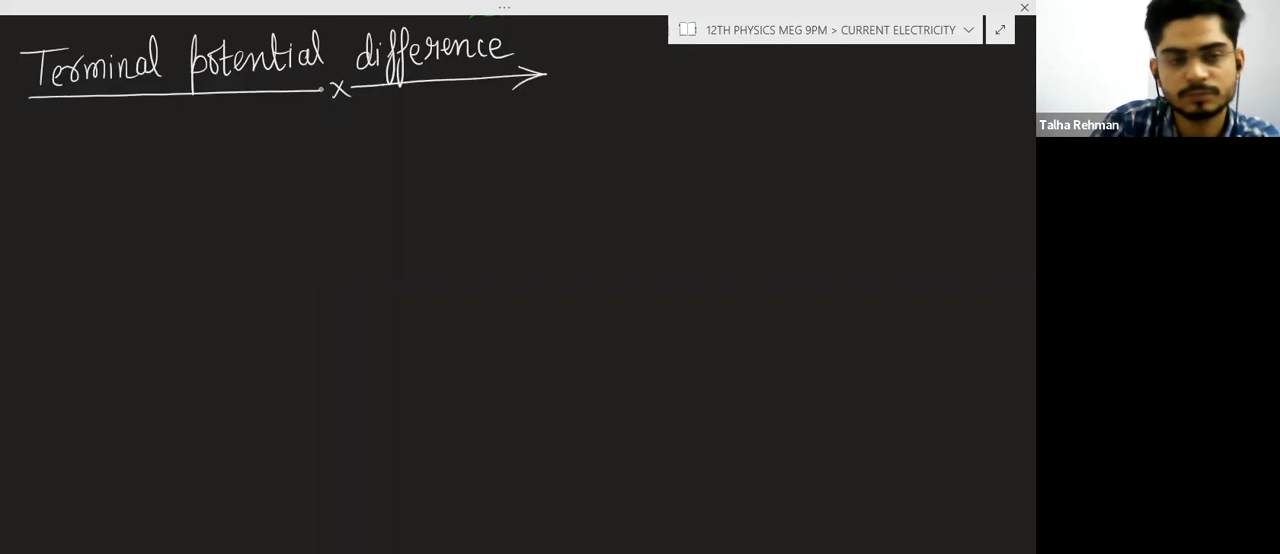 12TH PHYSICS MEG 9PM > CURRENT ELECTRICITY
Terminal potential difference
Talha Rehman